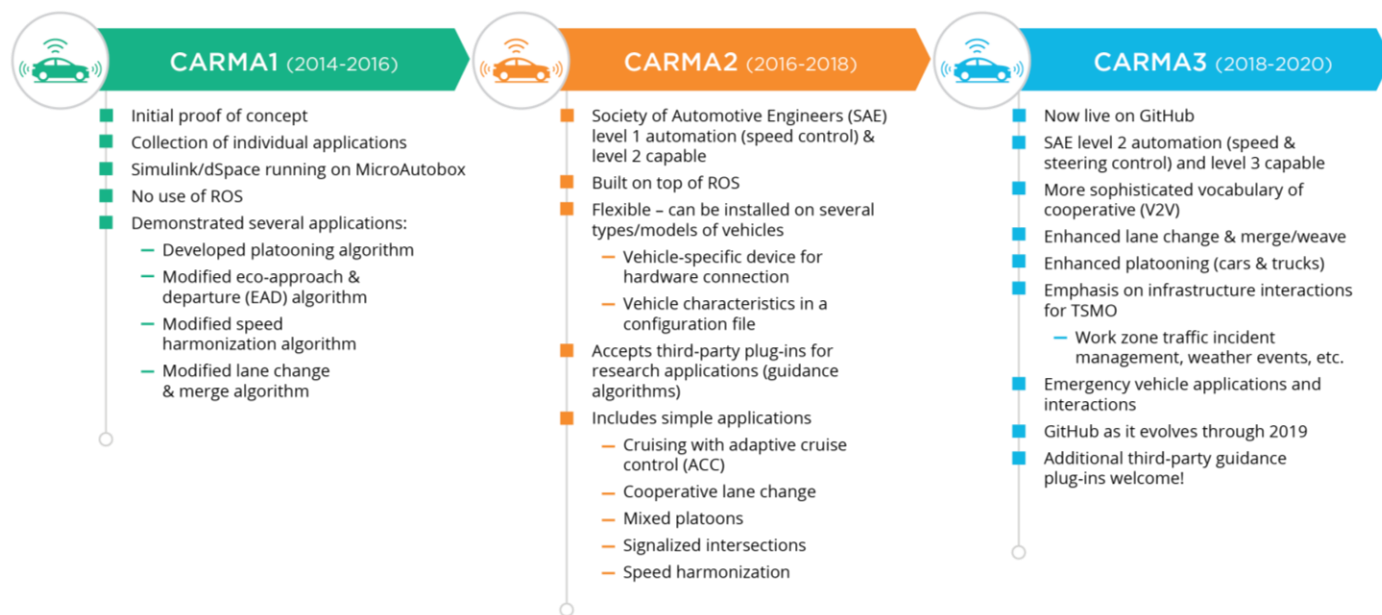 CARMA1 (2014-2016)
Initial proof of concept
Collection of individual applications
Simulink/dSpace running on MicroAutobox
No use of ROS
Demonstrated several applications:
— Developed platooning algorithm
— Modified eco-approach &
departure (EAD) algorithm
— Modified speed
harmonization algorithm
— Modified lane change
& merge algorithm
CARMA2 (2016-2018)
Society of Automotive Engineers (SAE)
level 1 automation (speed control) &
level 2 capable
Built on top of ROS
Flexible – can be installed on several
types/models of vehicles
— Vehicle-specific device for
hardware connection
— Vehicle characteristics in a
configuration file
Accepts third-party plug-ins for
research applications (guidance
algorithms)
Includes simple applications
— Cruising with adaptive cruise
control (ACC)
— Cooperative lane change
— Mixed platoons
— Signalized intersections
— Speed harmonization
CARMA3 (2018-2020)
Now live on GitHub
SAE level 2 automation (speed &
steering control) and level 3 capable
More sophisticated vocabulary of
cooperative (V2V)
Enhanced lane change & merge/weave
Enhanced platooning (cars & trucks)
Emphasis on infrastructure interactions
for TSMO
— Work zone traffic incident
management, weather events, etc.
Emergency vehicle applications and
interactions
GitHub as it evolves through 2019
Additional third-party guidance
plug-ins welcome!